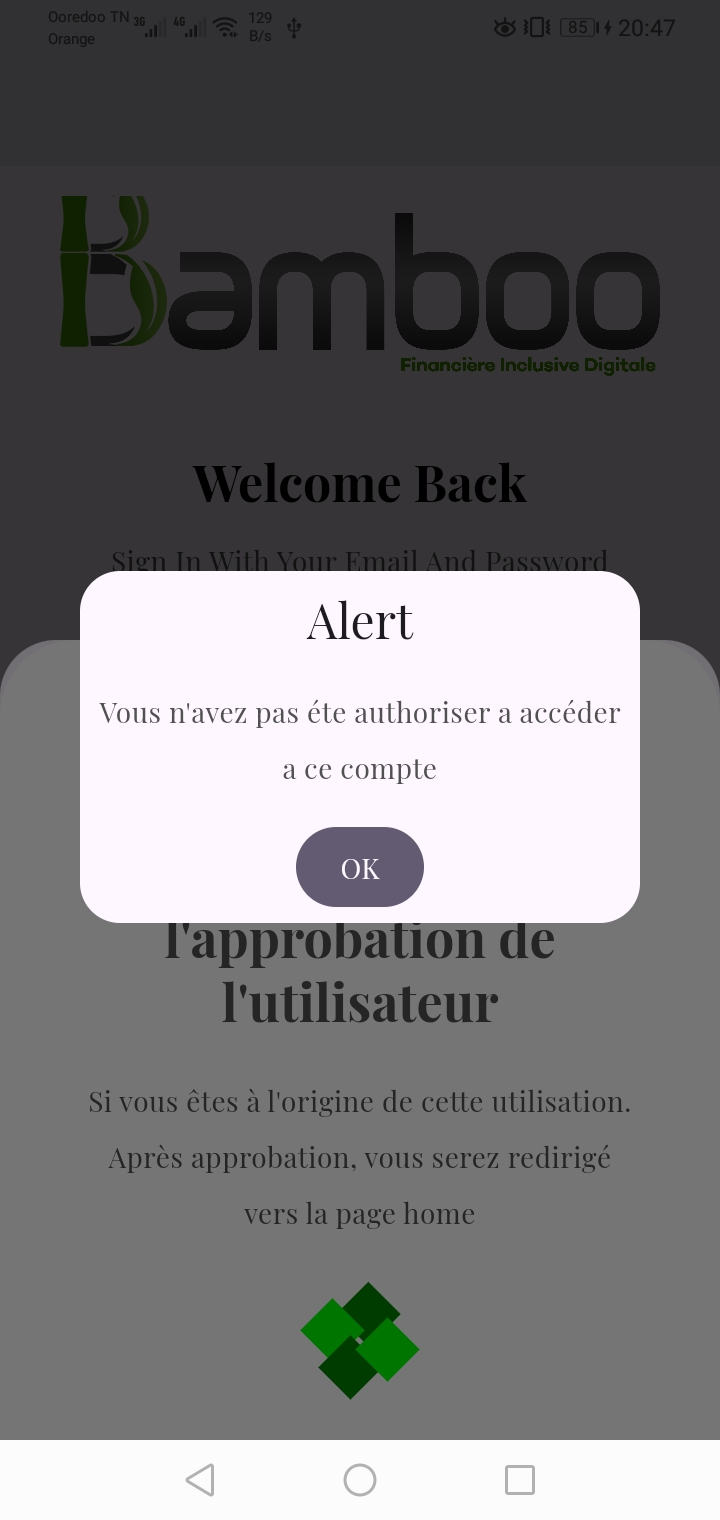 Ooredoo TN 3G 4G 129 B/s 85 20:47
Orange
Bamboo
Financière Inclusive Digitale
Welcome Back
Sign In With Your Email And Password
Alert
Vous n'avez pas éte authoriser a accéder
a ce compte
OK
l'approbation de
l'utilisateur
Si vous êtes à l'origine de cette utilisation.
Après approbation, vous serez redirigé
vers la page home